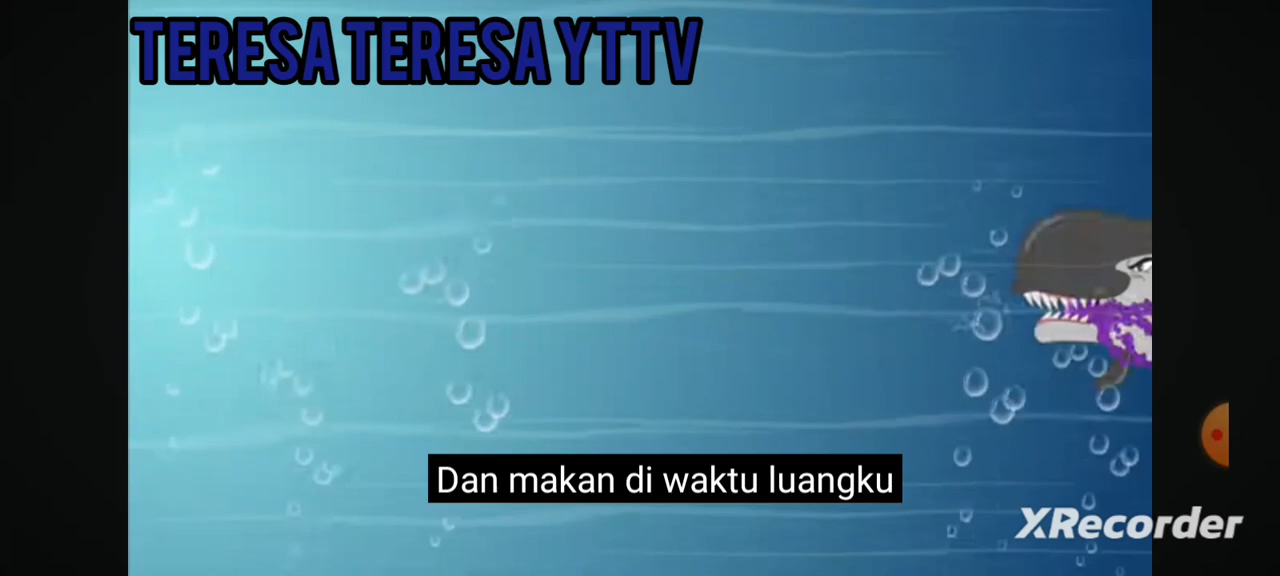 TERESA TERESA YTTV
Dan makan di waktu luangku
XRecorder